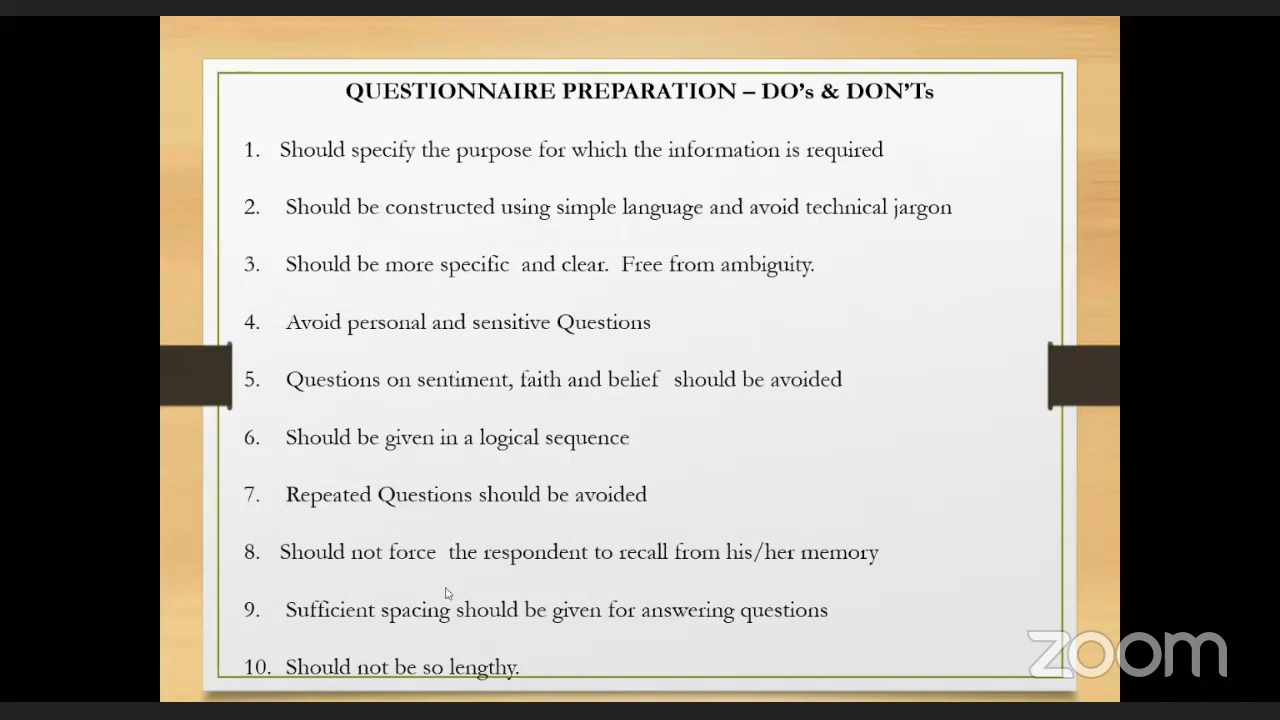 QUESTIONNAIRE PREPARATION – DO's & DON'Ts
1. Should specify the purpose for which the information is required
2. Should be constructed using simple language and avoid technical jargon
3. Should be more specific and clear. Free from ambiguity.
4. Avoid personal and sensitive Questions
5. Questions on sentiment, faith and belief should be avoided
6. Should be given in a logical sequence
7. Repeated Questions should be avoided
8. Should not force the respondent to recall from his/her memory
9. Sufficient spacing should be given for answering questions
10. Should not be so lengthy.
zoom